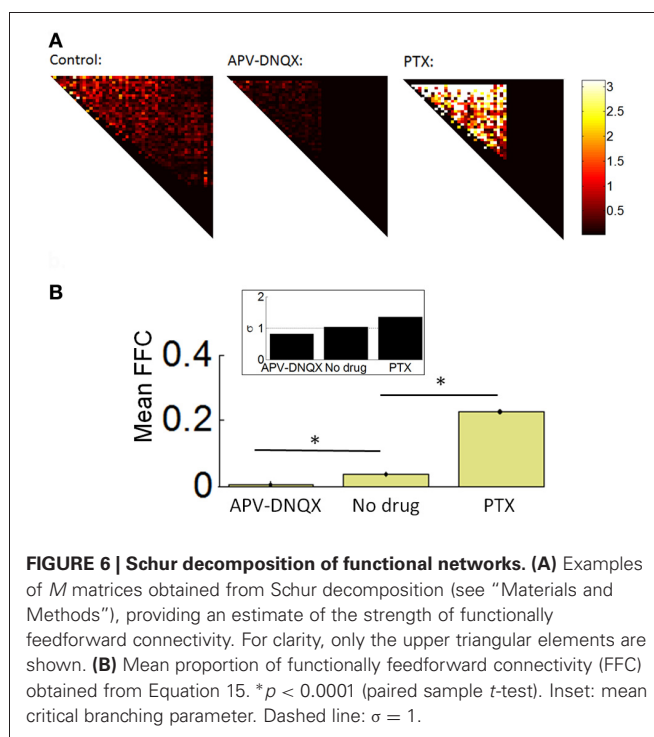 A
Control:
APV-DNQX:
PTX:
3
2.5
2
1.5
1
0.5
b.
B
2
1
0
σ
APV-DNQX No drug PTX
0.4
0.2
0
Mean FFC
*
*
APV-DNQX No drug PTX
FIGURE 6 | Schur decomposition of functional networks. (A) Examples
of M matrices obtained from Schur decomposition (see “Materials and
Methods”), providing an estimate of the strength of functionally
feedforward connectivity. For clarity, only the upper triangular elements are
shown. (B) Mean proportion of functionally feedforward connectivity (FFC)
obtained from Equation 15. *p < 0.0001 (paired sample t-test). Inset: mean
critical branching parameter. Dashed line: σ = 1.